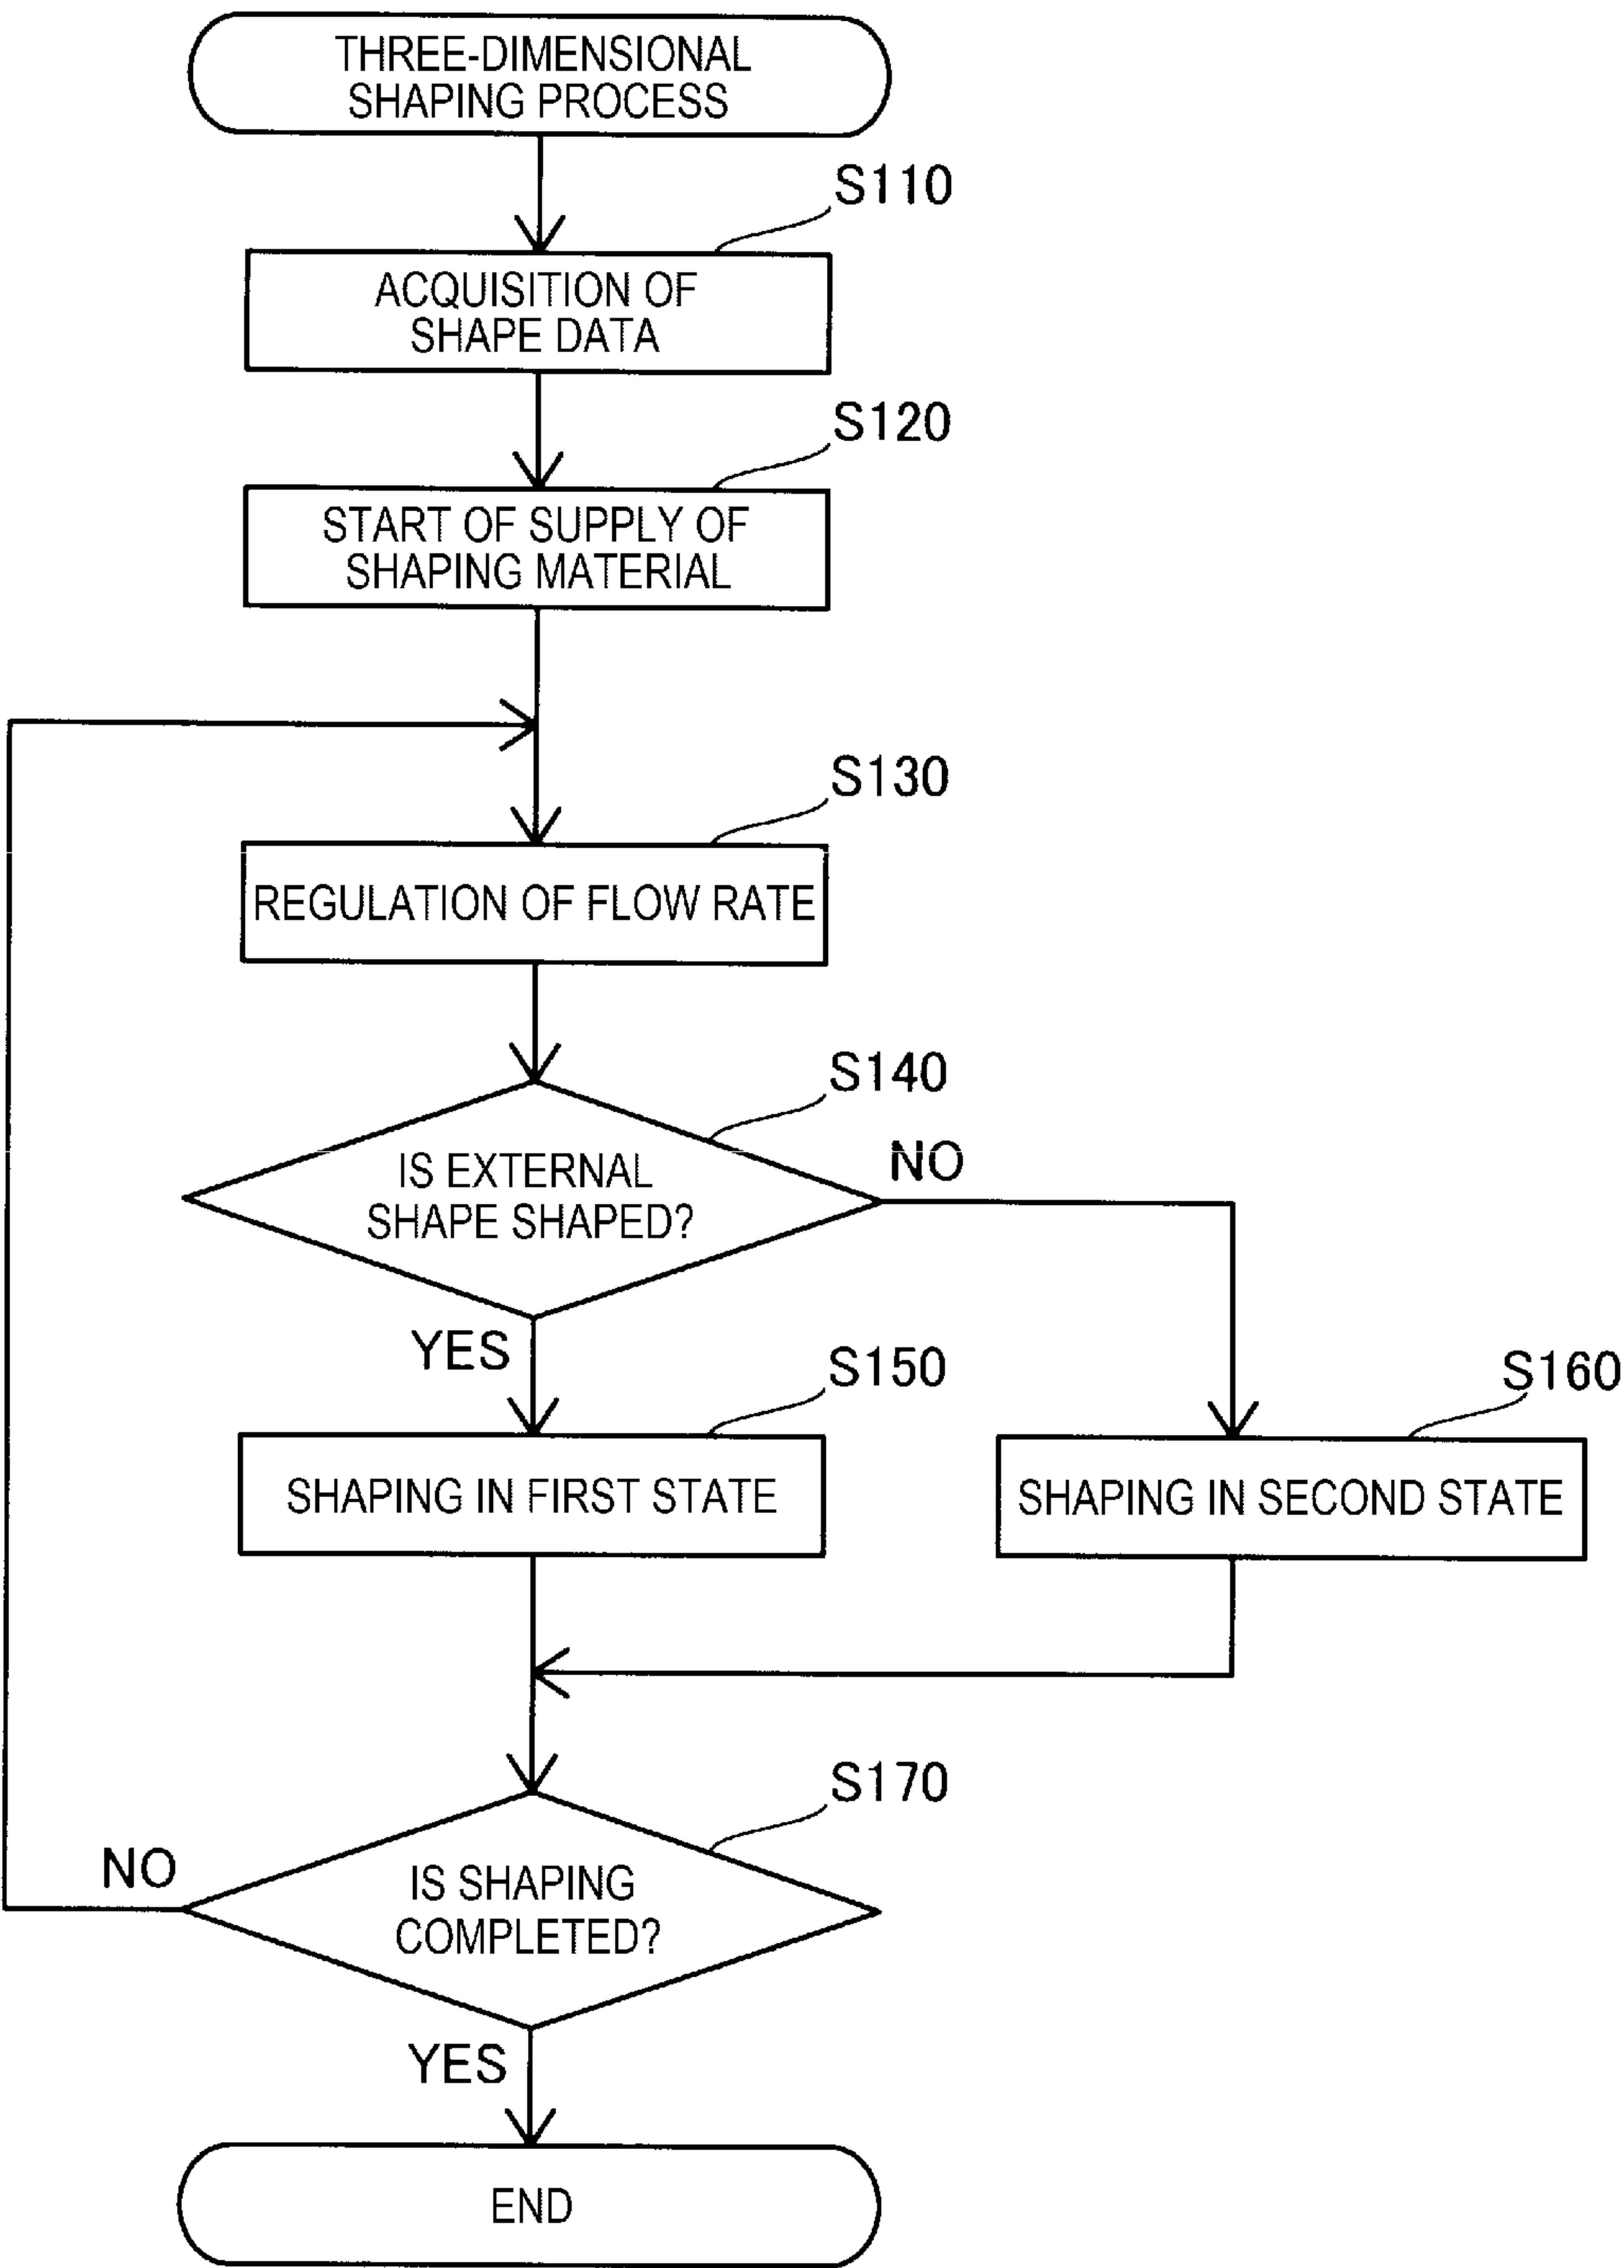 THREE-DIMENSIONAL
SHAPING PROCESS
S110
ACQUISITION OF
SHAPE DATA
S120
START OF SUPPLY OF
SHAPING MATERIAL
S130
REGULATION OF FLOW RATE
S140
IS EXTERNAL
SHAPE SHAPED?
NO
YES
S150
SHAPING IN FIRST STATE
S160
SHAPING IN SECOND STATE
S170
IS SHAPING
COMPLETED?
NO
YES
END